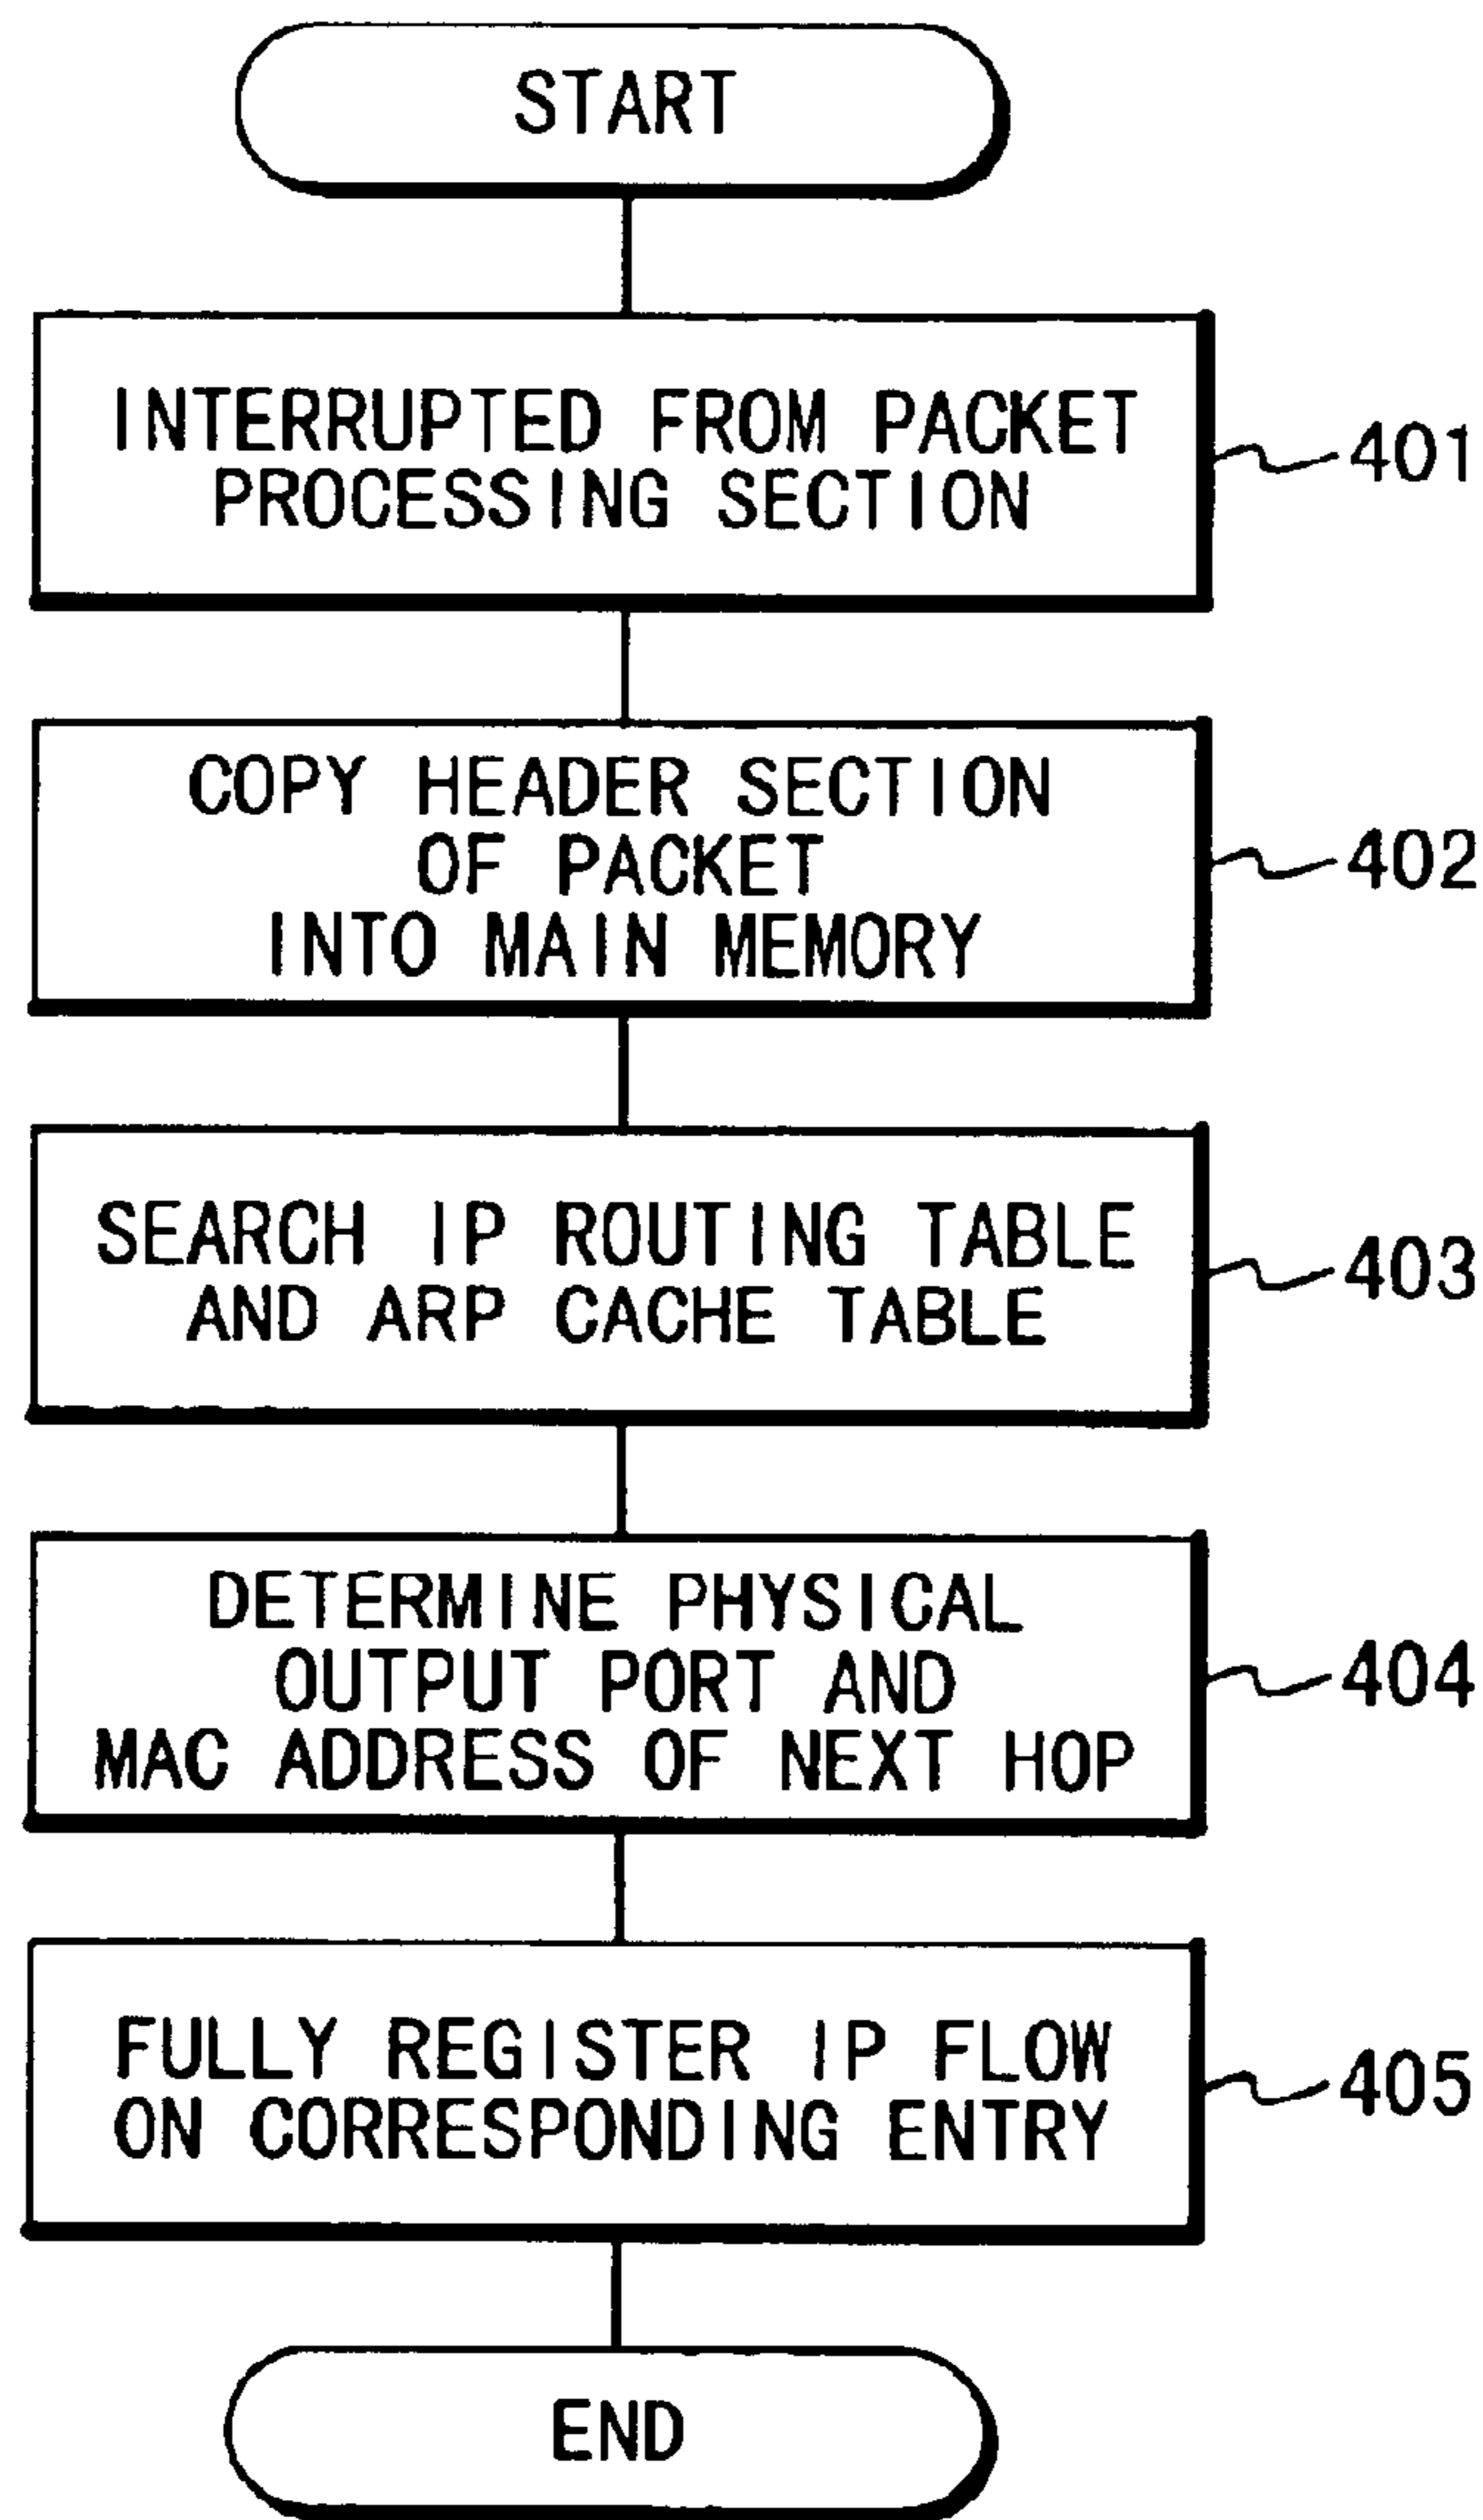 START
INTERRUPTED FROM PACKET
PROCESSING SECTION
401
COPY HEADER SECTION
OF PACKET
INTO MAIN MEMORY
402
SEARCH IP ROUTING TABLE
AND ARP CACHE TABLE
403
DETERMINE PHYSICAL
OUTPUT PORT AND
MAC ADDRESS OF NEXT HOP
404
FULLY REGISTER IP FLOW
ON CORRESPONDING ENTRY
405
END